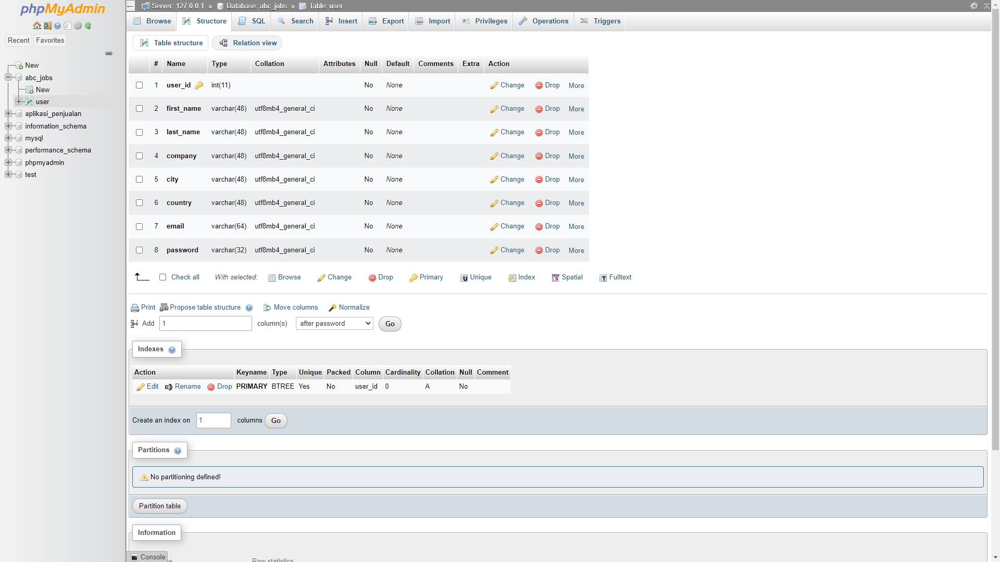 phpMyAdmin
Recent Favorites
New
abc_jobs
New
user
aplikasi_penjualan
information_schema
mysql
performance_schema
phpmyadmin
test
Server: 127.0.0.1 » Database: abc_jobs » Table: user
Browse Structure SQL Search Insert Export Import Privileges Operations Triggers
Table structure Relation view
# Name Type Collation Attributes Null Default Comments Extra Action
1 user_id int(11) No None Change Drop More
2 first_name varchar(48) utf8mb4_general_ci No None Change Drop More
3 last_name varchar(48) utf8mb4_general_ci No None Change Drop More
4 company varchar(48) utf8mb4_general_ci No None Change Drop More
5 city varchar(48) utf8mb4_general_ci No None Change Drop More
6 country varchar(48) utf8mb4_general_ci No None Change Drop More
7 email varchar(64) utf8mb4_general_ci No None Change Drop More
8 password varchar(32) utf8mb4_general_ci No None Change Drop More
Check all With selected: Browse Change Drop Primary Unique Index Spatial Fulltext
Print Propose table structure Move columns Normalize
Add 1 column(s) after password Go
Indexes
Action Keyname Type Unique Packed Column Cardinality Collation Null Comment
Edit Rename Drop PRIMARY BTREE Yes No user_id 0 A No
Create an index on 1 columns Go
Partitions
No partitioning defined!
Partition table
Information
Console
Row statistics